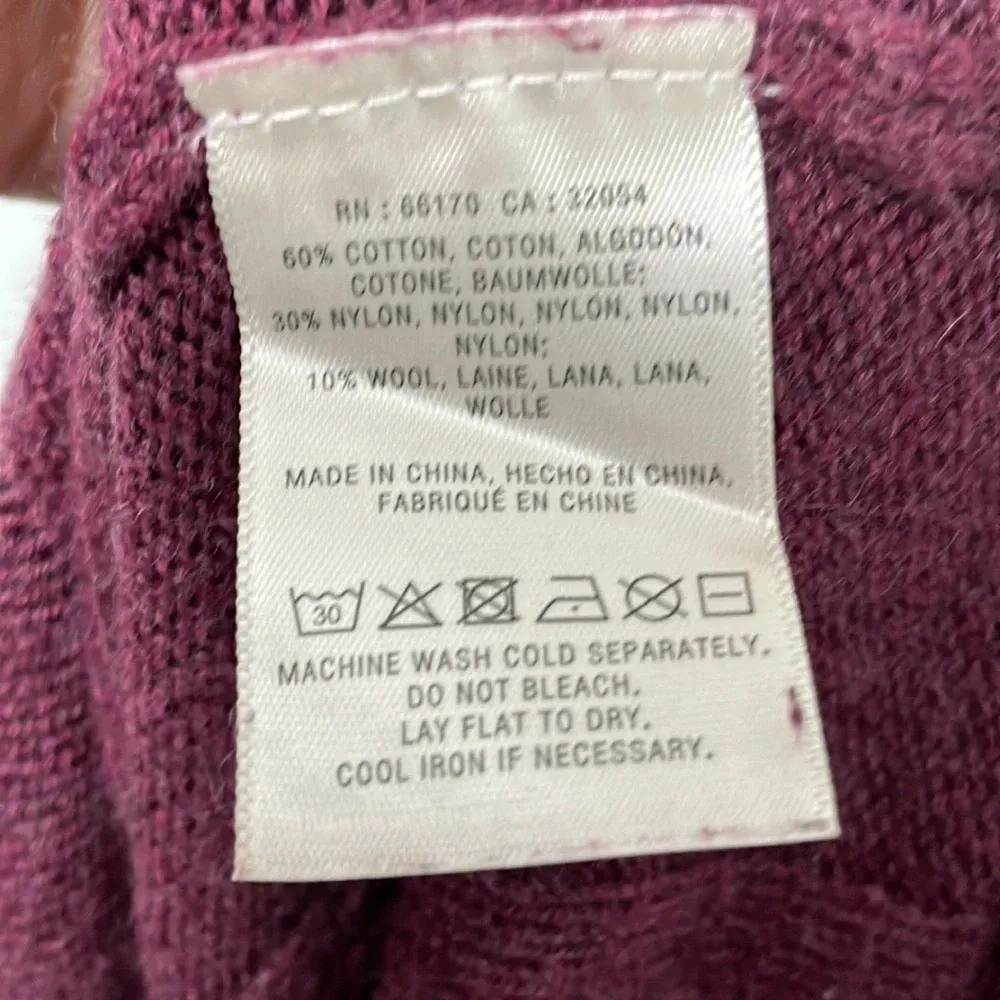 RN : 66170 CA : 32054
60% COTTON, COTON, ALGODÓN,
COTONE, BAUMWOLLE;
30% NYLON, NYLON, NYLÓN, NYLON,
NYLON;
10% WOOL, LAINE, LANA, LANA,
WOLLE
MADE IN CHINA, HECHO EN CHINA,
FABRIQUÉ EN CHINE
30
MACHINE WASH COLD SEPARATELY.
DO NOT BLEACH.
LAY FLAT TO DRY.
COOL IRON IF NECESSARY.